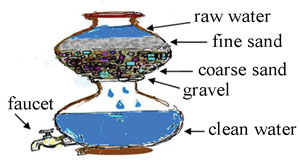 raw water
fine sand
coarse sand
gravel
faucet
clean water